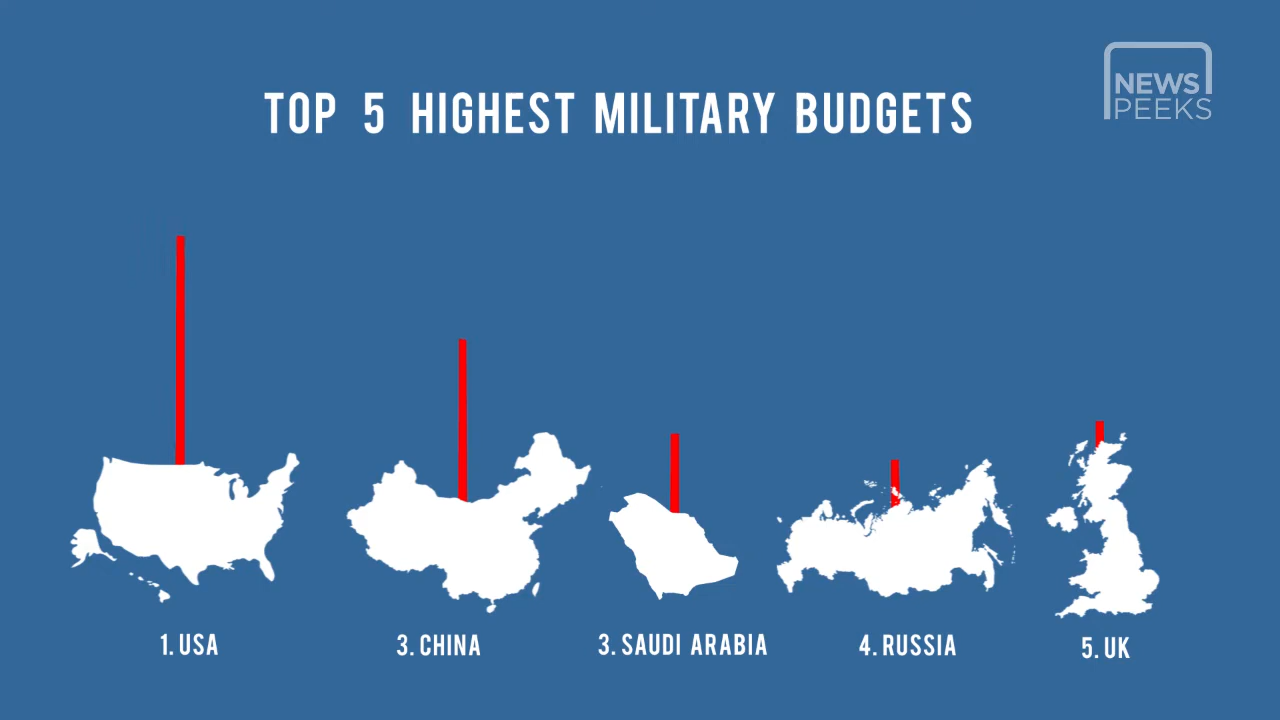 NEWS
PEEKS
TOP 5 HIGHEST MILITARY BUDGETS
1. USA
3. CHINA
3. SAUDI ARABIA
4. RUSSIA
5. UK